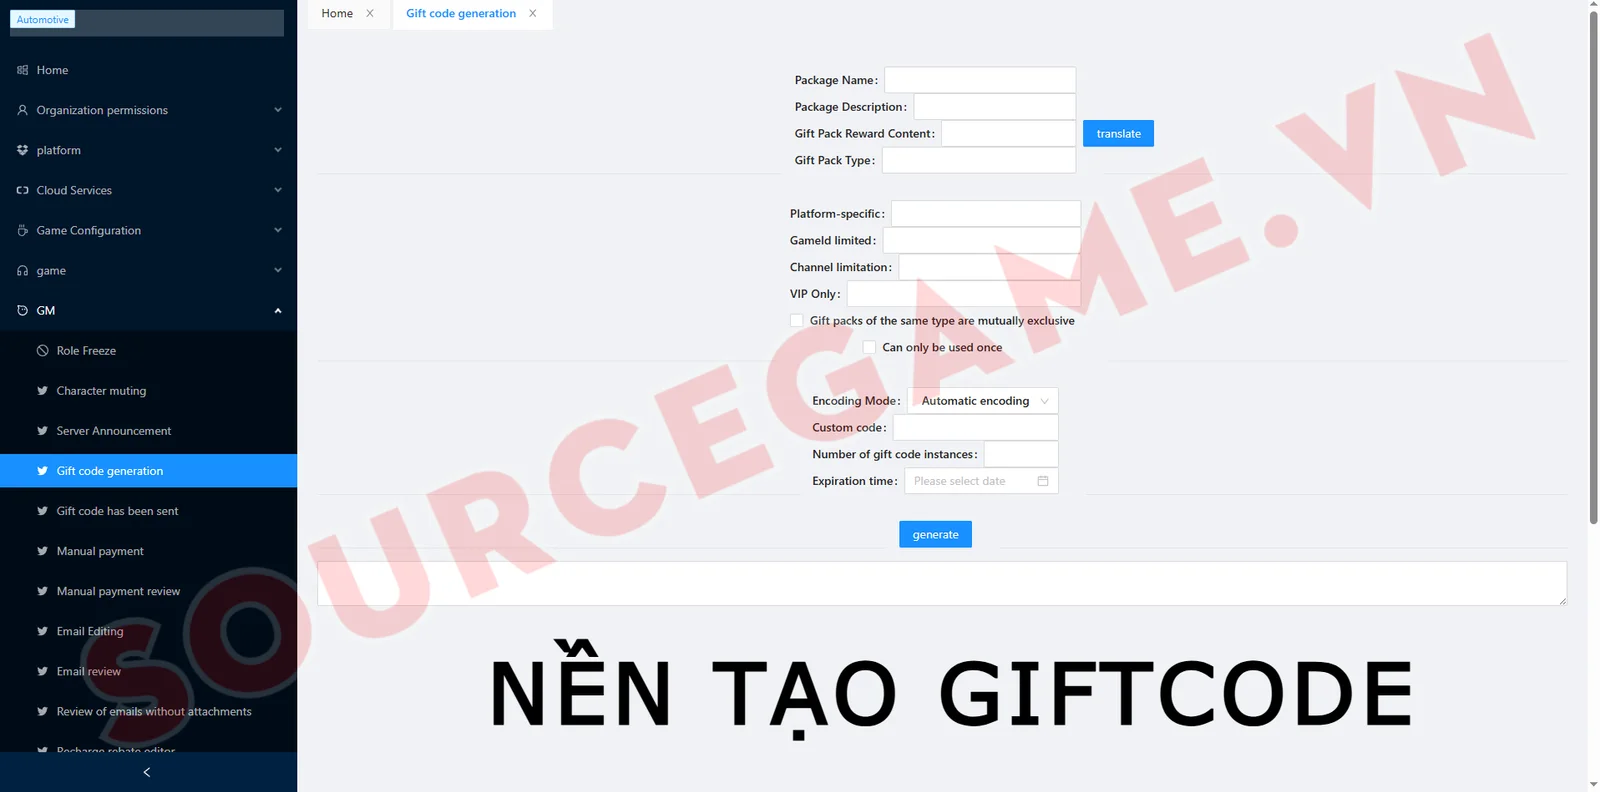 Automotive
Home
Organization permissions
platform
Cloud Services
Game Configuration
game
GM
Role Freeze
Character muting
Server Announcement
Gift code generation
Gift code has been sent
Manual payment
Manual payment review
Email Editing
Email review
Review of emails without attachments
Recharge rebate editor
Home
Gift code generation
Package Name:
Package Description:
Gift Pack Reward Content: translate
Gift Pack Type:
Platform-specific:
GameId limited:
Channel limitation:
VIP Only:
Gift packs of the same type are mutually exclusive
Can only be used once
Encoding Mode: Automatic encoding
Custom code:
Number of gift code instances:
Expiration time: Please select date
generate
SOURCEGAME.VN
NỀN TẠO GIFTCODE